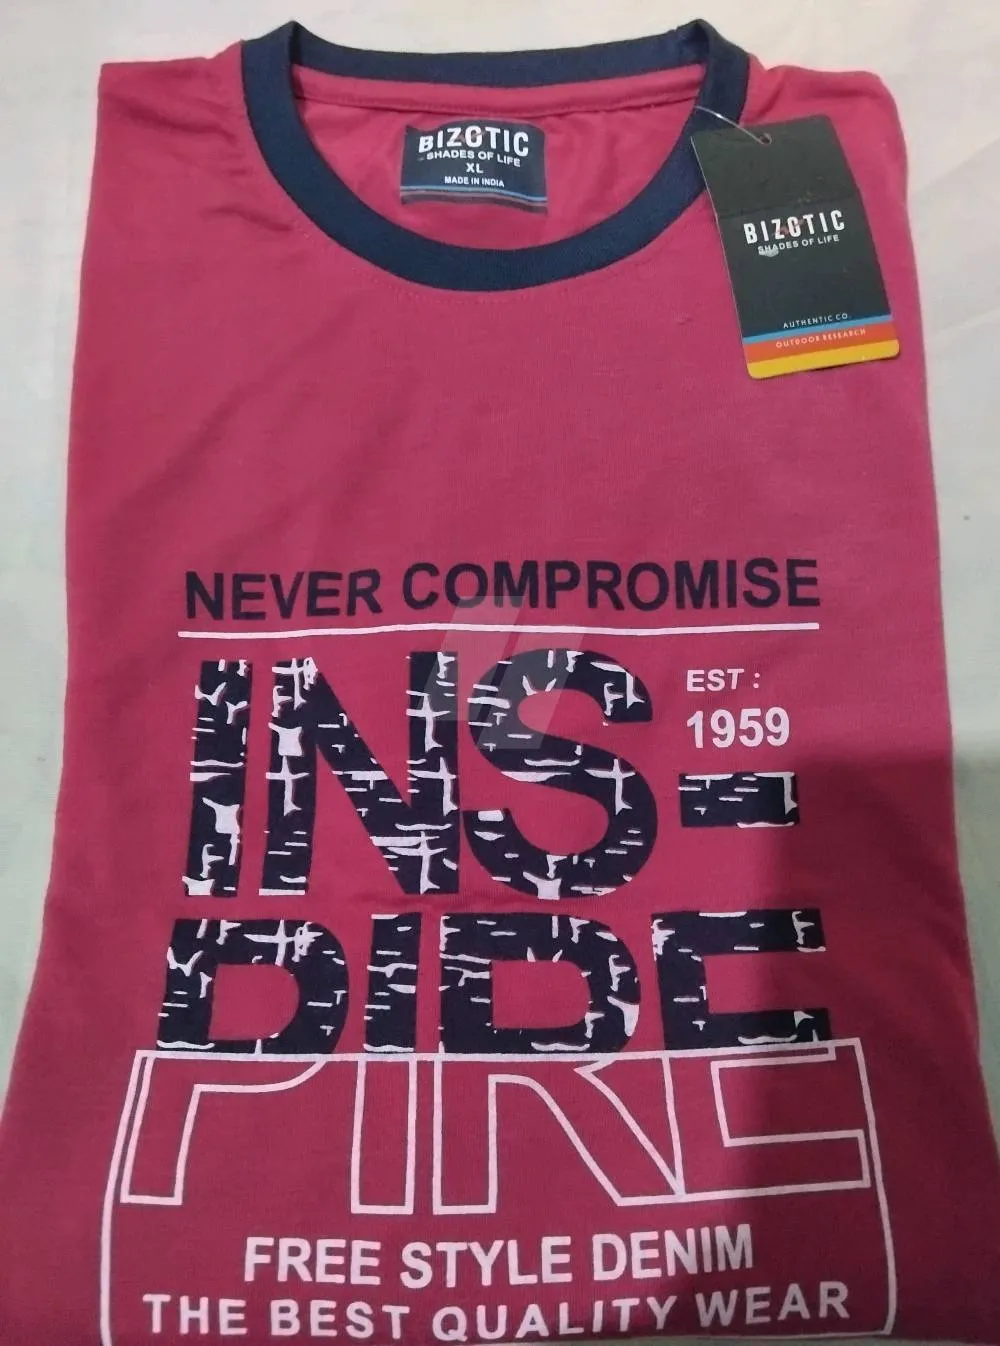 BIZOTIC
SHADES OF LIFE
XL
MADE IN INDIA
BIZOTIC
SHADES OF LIFE
AUTHENTIC CO.
OUTDOOR RESEARCH
NEVER COMPROMISE
INS-
EST :
1959
PIRE
FREE STYLE DENIM
THE BEST QUALITY WEAR